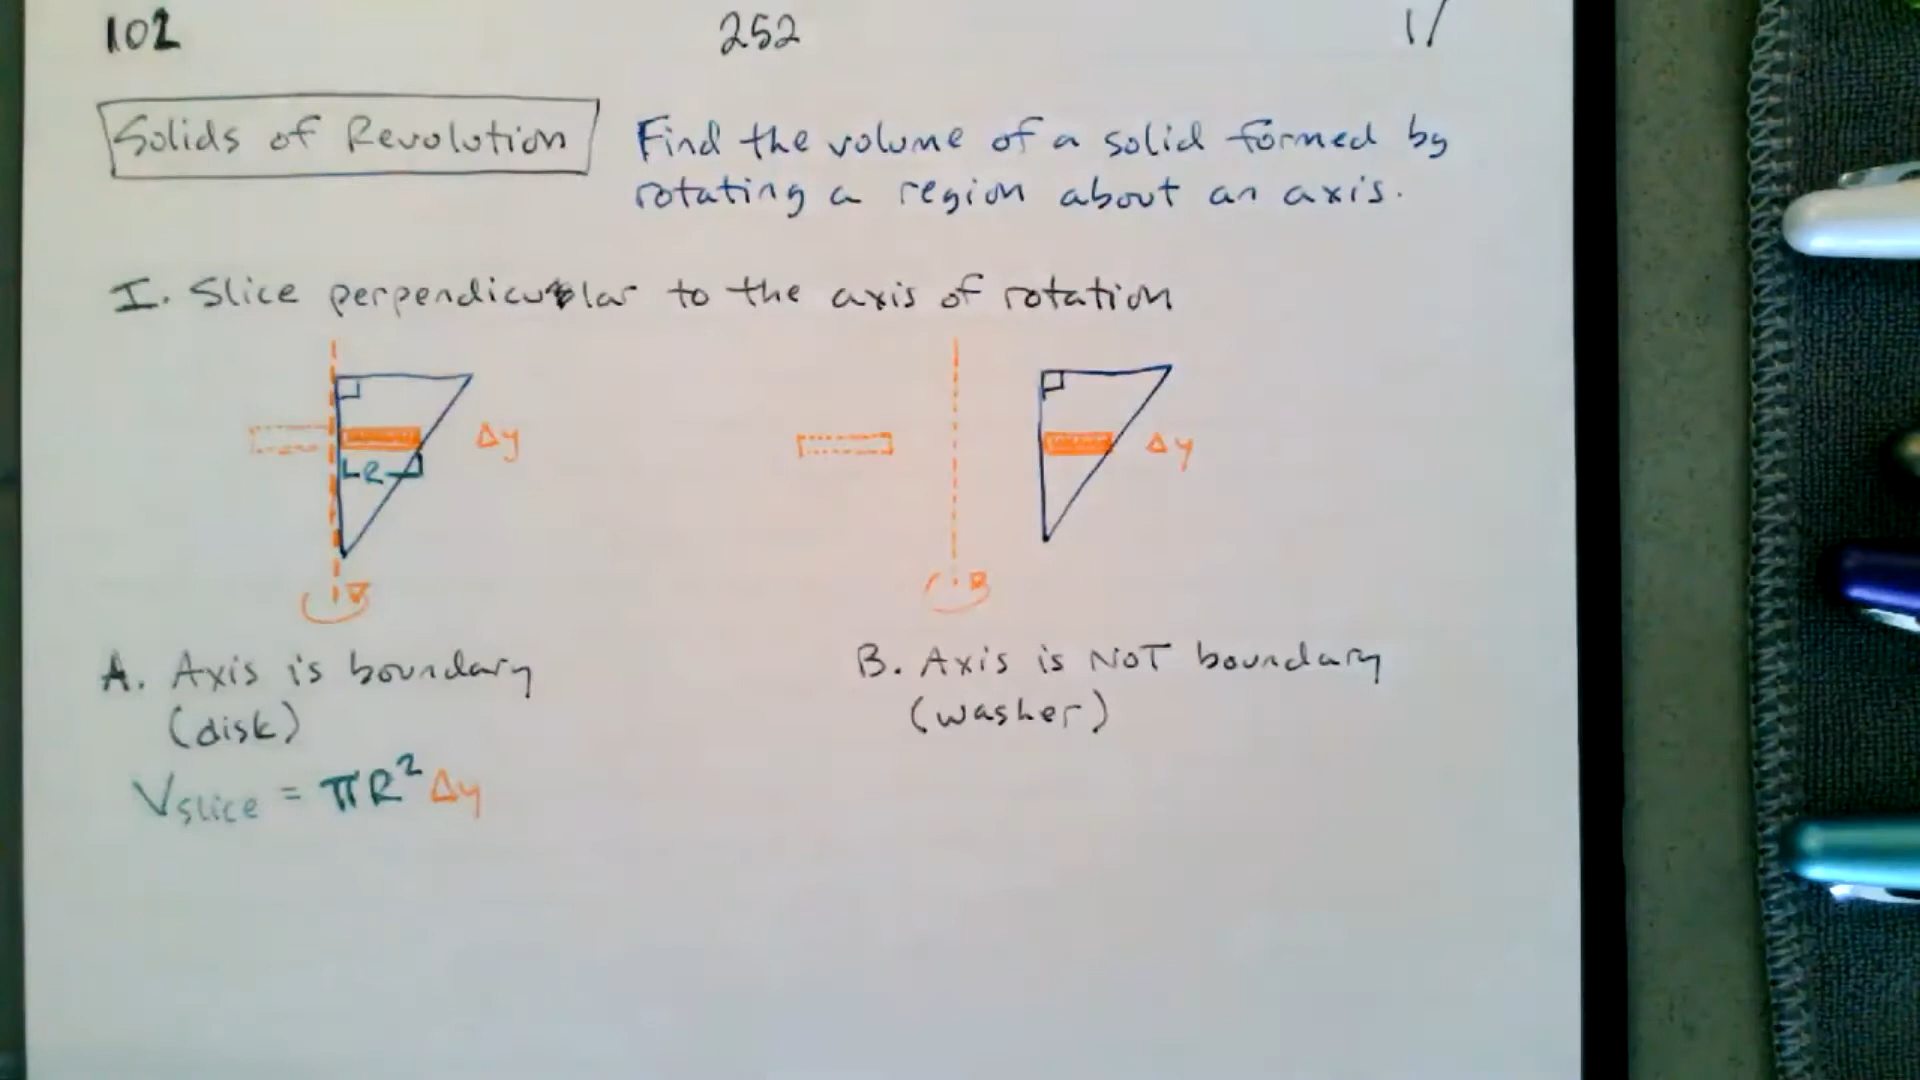 102 252 1/
Solids of Revolution Find the volume of a solid formed by
rotating a region about an axis.
I. Slice perpendicular to the axis of rotation
Δy Δy
R
A. Axis is boundary B. Axis is NOT boundary
(disk) (washer)
Vslice = πR² Δy